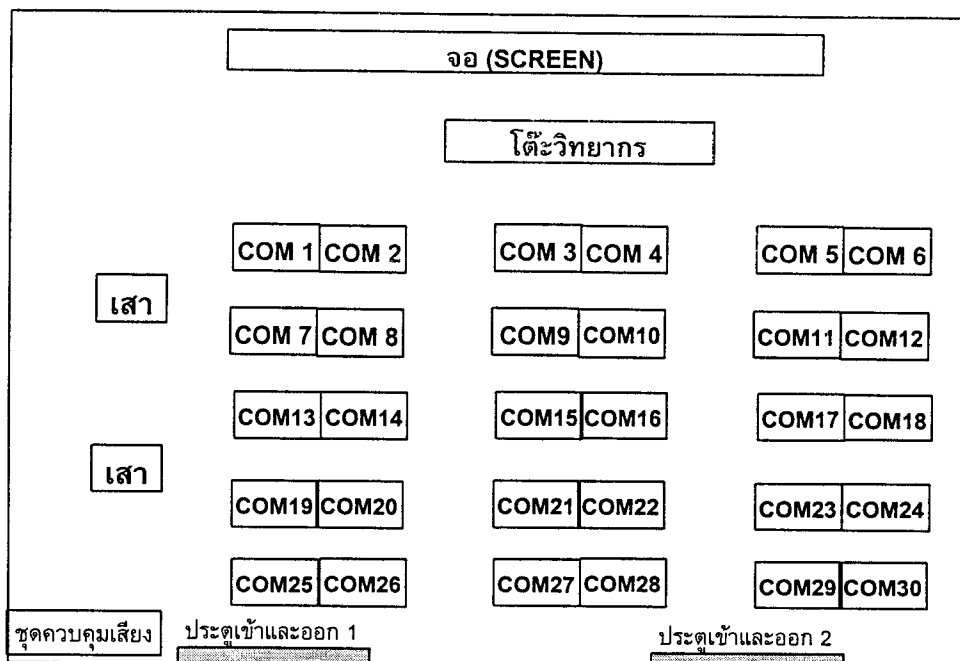 จอ (SCREEN)
โต๊ะวิทยากร
COM 1 COM 2 COM 3 COM 4 COM 5 COM 6
เสา
COM 7 COM 8 COM9 COM10 COM11 COM12
COM13 COM14 COM15 COM16 COM17 COM18
เสา
COM19 COM20 COM21 COM22 COM23 COM24
COM25 COM26 COM27 COM28 COM29 COM30
ชุดควบคุมเสียง ประตูเข้าและออก 1 ประตูเข้าและออก 2